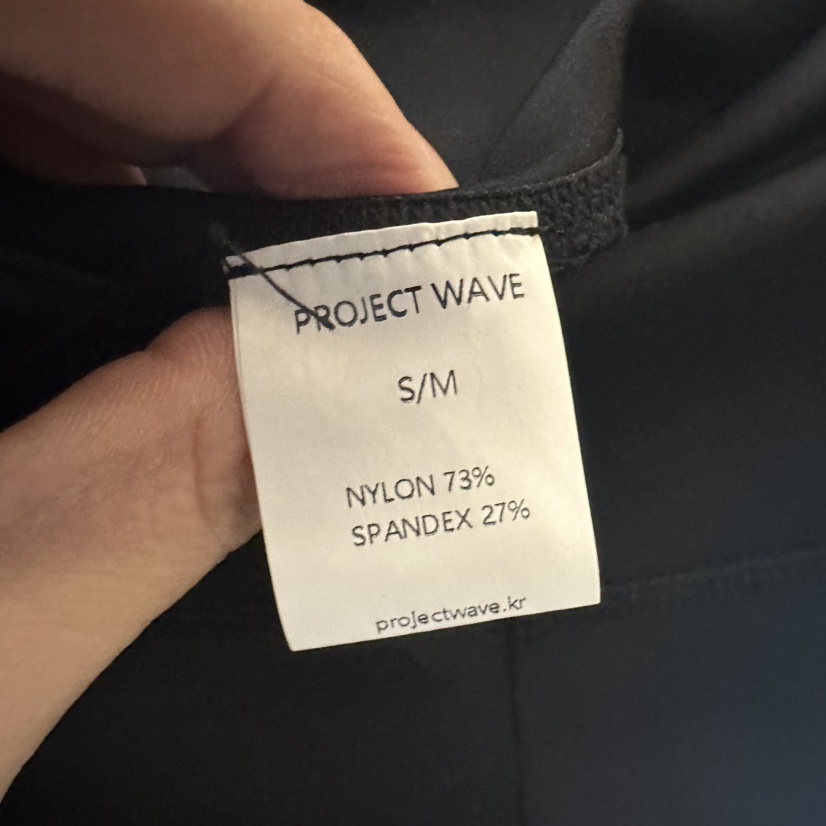 PROJECT WAVE
S/M
NYLON 73%
SPANDEX 27%
projectwave.kr